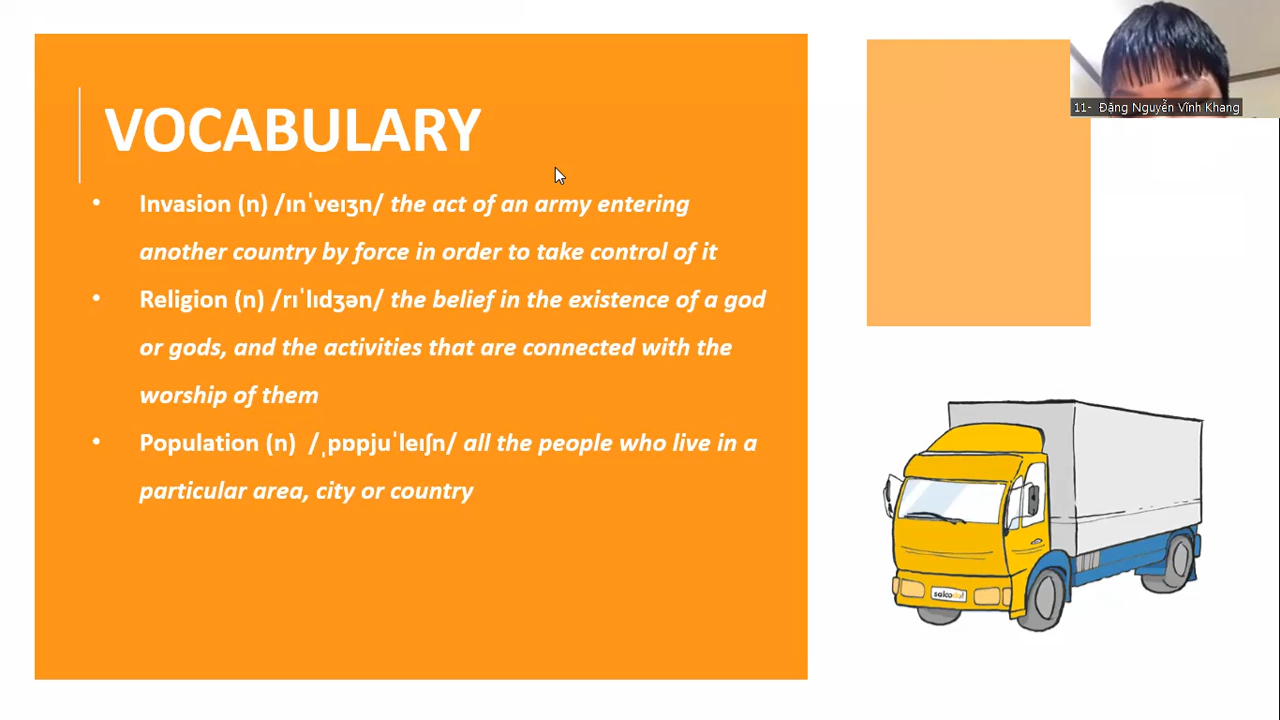 VOCABULARY
11- Đặng Nguyễn Vĩnh Khang
• Invasion (n) /ɪnˈveɪʒn/ the act of an army entering
another country by force in order to take control of it
• Religion (n) /rɪˈlɪdʒən/ the belief in the existence of a god
or gods, and the activities that are connected with the
worship of them
• Population (n) /ˌpɒpjuˈleɪʃn/ all the people who live in a
particular area, city or country